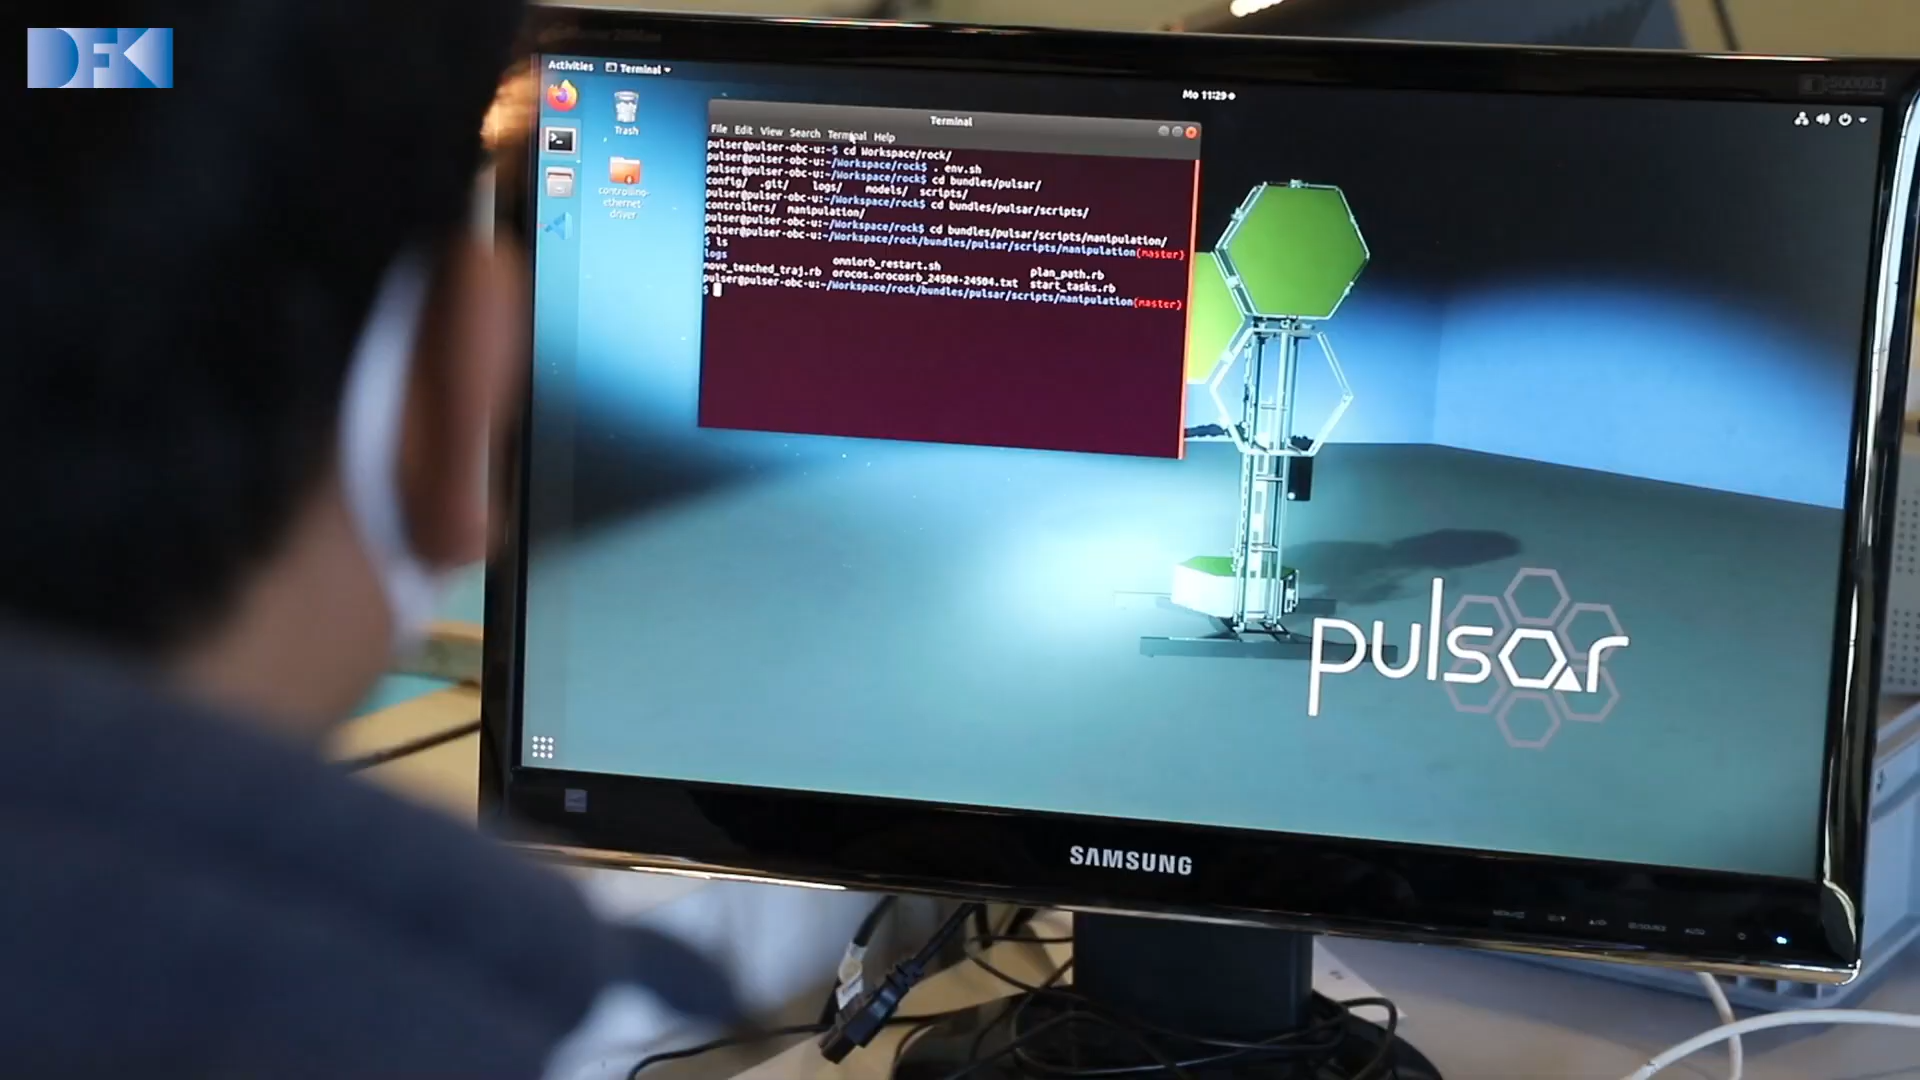 DFK
Activities Terminal
Mo 11:29
Trash
controlling-
ethernet
driver
Terminal
File Edit View Search Terminal Help
pulser@pulser-obc-u:~$ cd Workspace/rock/
pulser@pulser-obc-u:~/Workspace/rock$ . env.sh
pulser@pulser-obc-u:~/Workspace/rock$ cd bundles/pulsar/
config/ .git/ logs/ models/ scripts/
pulser@pulser-obc-u:~/Workspace/rock$ cd bundles/pulsar/scripts/
controllers/ manipulation/
pulser@pulser-obc-u:~/Workspace/rock$ cd bundles/pulsar/scripts/manipulation/
pulser@pulser-obc-u:~/Workspace/rock/bundles/pulsar/scripts/manipulation(master)
$ ls
logs omniorb_restart.sh plan_path.rb
move_teached_traj.rb orocos.orocosrb_24504-24504.txt start_tasks.rb
pulser@pulser-obc-u:~/Workspace/rock/bundles/pulsar/scripts/manipulation(master)
$
pulsar
SAMSUNG